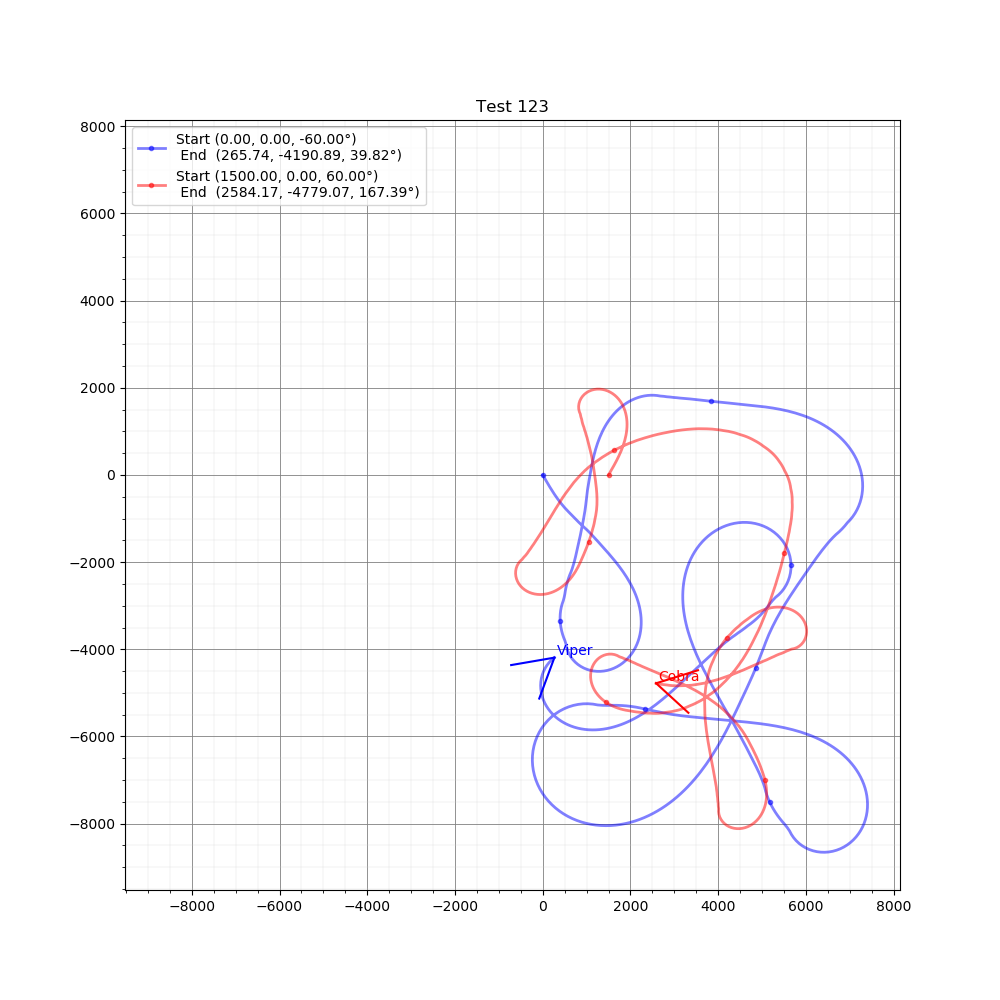 Test 123
Start (0.00, 0.00, -60.00°)
End (265.74, -4190.89, 39.82°)
Start (1500.00, 0.00, 60.00°)
End (2584.17, -4779.07, 167.39°)
8000
6000
4000
2000
0
−2000
−4000
−6000
−8000
Viper
Cobra
−8000 −6000 −4000 −2000 0 2000 4000 6000 8000